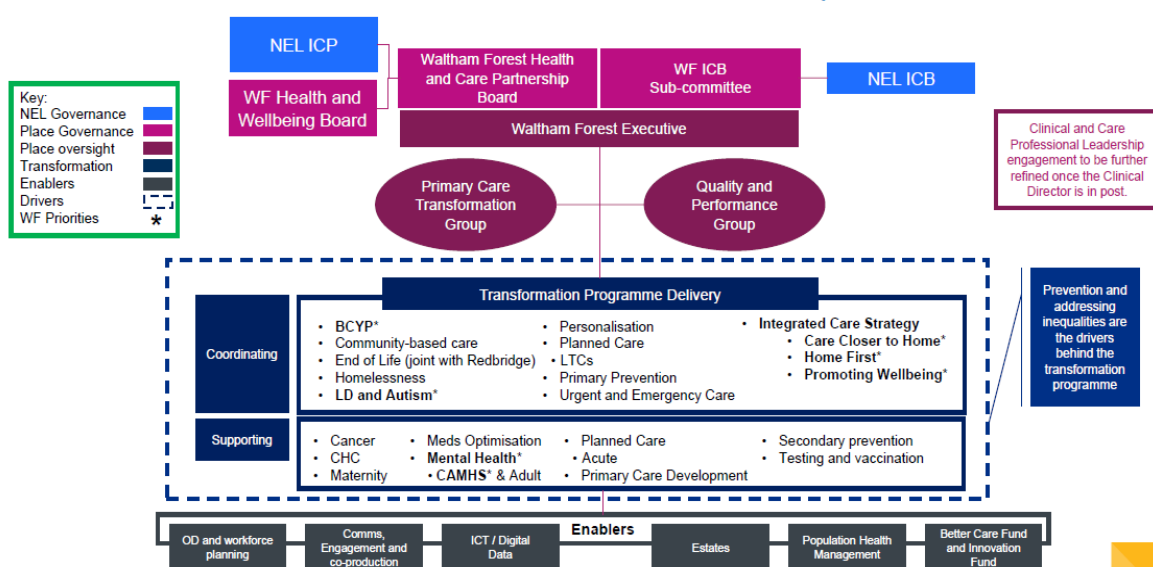 NEL ICP
WF Health and
Wellbeing Board
Waltham Forest Health
and Care Partnership
Board
WF ICB
Sub-committee
NEL ICB
Waltham Forest Executive
Key:
NEL Governance
Place Governance
Place oversight
Transformation
Enablers
Drivers
WF Priorities *
Clinical and Care
Professional Leadership
engagement to be further
refined once the Clinical
Director is in post.
Primary Care
Transformation
Group
Quality and
Performance
Group
Transformation Programme Delivery
Coordinating
• BCYP*
• Community-based care
• End of Life (joint with Redbridge)
• Homelessness
• LD and Autism*
• Personalisation
• Planned Care
• LTCs
• Primary Prevention
• Urgent and Emergency Care
• Integrated Care Strategy
• Care Closer to Home*
• Home First*
• Promoting Wellbeing*
Prevention and
addressing
inequalities are
the drivers
behind the
transformation
programme
Supporting
• Cancer
• CHC
• Maternity
• Meds Optimisation
• Mental Health*
• CAMHS* & Adult
• Planned Care
• Acute
• Primary Care Development
• Secondary prevention
• Testing and vaccination
Enablers
OD and workforce
planning
Comms,
Engagement and
co-production
ICT / Digital
Data
Estates
Population Health
Management
Better Care Fund
and Innovation
Fund